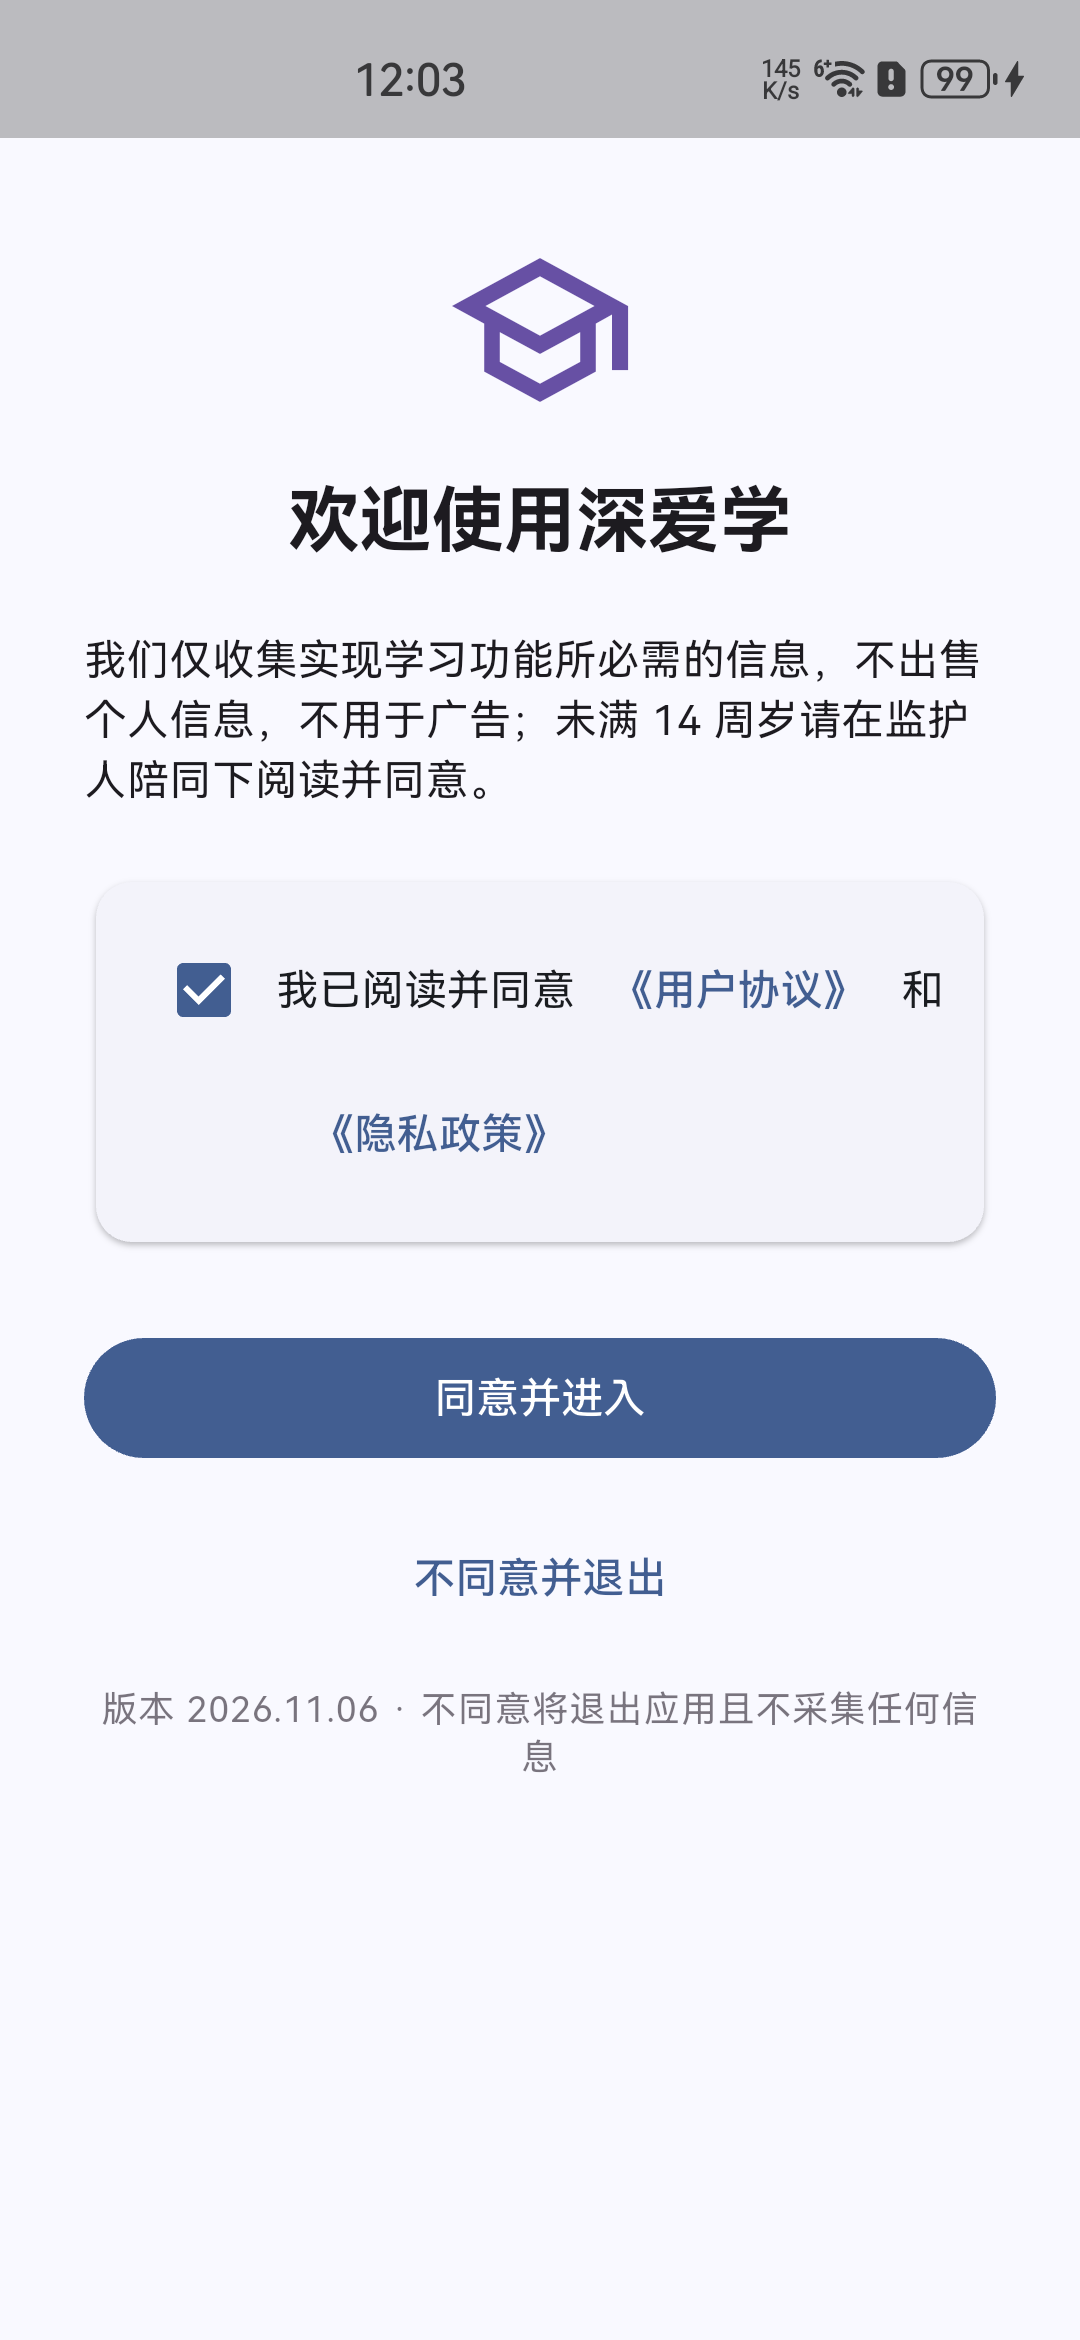 12:03
145 K/s
6+
99
欢迎使用深爱学
我们仅收集实现学习功能所必需的信息，不出售
个人信息，不用于广告；未满 14 周岁请在监护
人陪同下阅读并同意。
我已阅读并同意 《用户协议》 和
《隐私政策》
同意并进入
不同意并退出
版本 2026.11.06 · 不同意将退出应用且不采集任何信
息